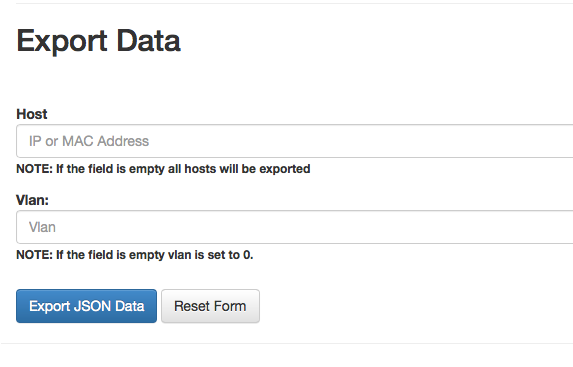 Export Data
Host
IP or MAC Address
NOTE: If the field is empty all hosts will be exported
Vlan:
Vlan
NOTE: If the field is empty vlan is set to 0.
Export JSON Data Reset Form